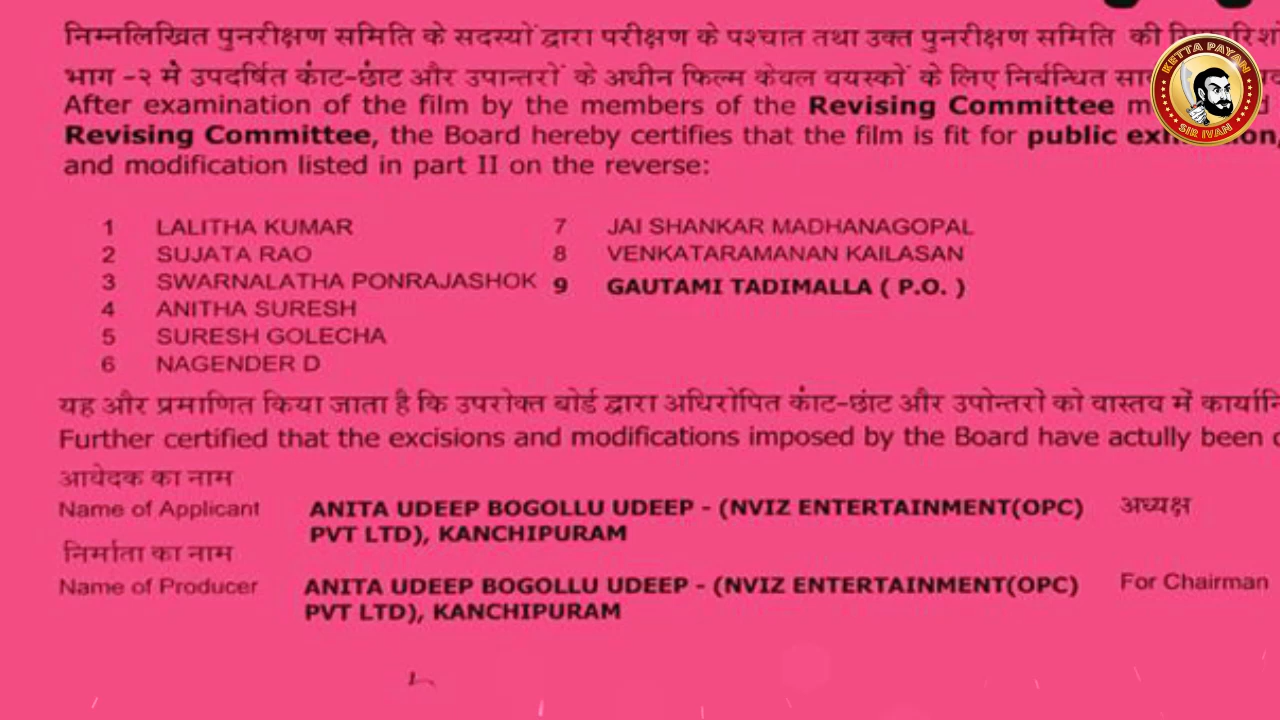 निम्नलिखित पुनरीक्षण समिति के सदस्यों द्वारा परीक्षण के पश्चात तथा उक्त पुनरीक्षण समिति की
भाग -२ में उपदर्षित कांट-छांट और उपान्तरों के अधीन फिल्म केवल वयस्कों के लिए निर्बन्धित
After examination of the film by the members of the Revising Committee
Revising Committee, the Board hereby certifies that the film is fit for public
and modification listed in part II on the reverse:
1 LALITHA KUMAR
2 SUJATA RAO
3 SWARNALATHA PONRAJASHOK
4 ANITHA SURESH
5 SURESH GOLECHA
6 NAGENDER D
7 JAI SHANKAR MADHANAGOPAL
8 VENKATARAMANAN KAILASAN
9 GAUTAMI TADIMALLA ( P.O. )
यह और प्रमाणित किया जाता है कि उपरोक्त बोर्ड द्वारा अधिरोपित कांट-छांट और उपोन्तरों को वास्तव में
Further certified that the excisions and modifications imposed by the Board have actully been
आवेदक का नाम
Name of Applicant ANITA UDEEP BOGOLLU UDEEP - (NVIZ ENTERTAINMENT(OPC) अध्यक्ष
PVT LTD), KANCHIPURAM
निर्माता का नाम
Name of Producer ANITA UDEEP BOGOLLU UDEEP - (NVIZ ENTERTAINMENT(OPC) For Chairman
PVT LTD), KANCHIPURAM
KETTA PAYAN
SIR IVAN